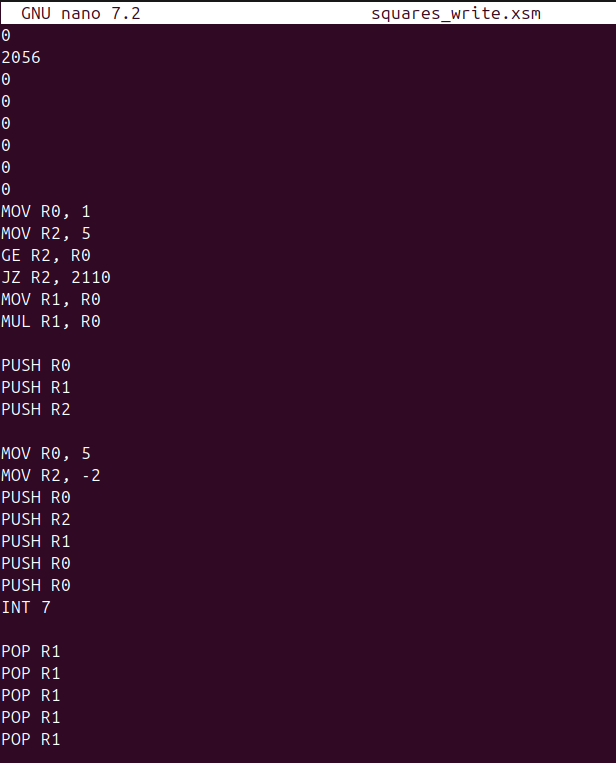 GNU nano 7.2 squares_write.xsm
0
2056
0
0
0
0
0
0
MOV R0, 1
MOV R2, 5
GE R2, R0
JZ R2, 2110
MOV R1, R0
MUL R1, R0
PUSH R0
PUSH R1
PUSH R2
MOV R0, 5
MOV R2, -2
PUSH R0
PUSH R2
PUSH R1
PUSH R0
PUSH R0
INT 7
POP R1
POP R1
POP R1
POP R1
POP R1